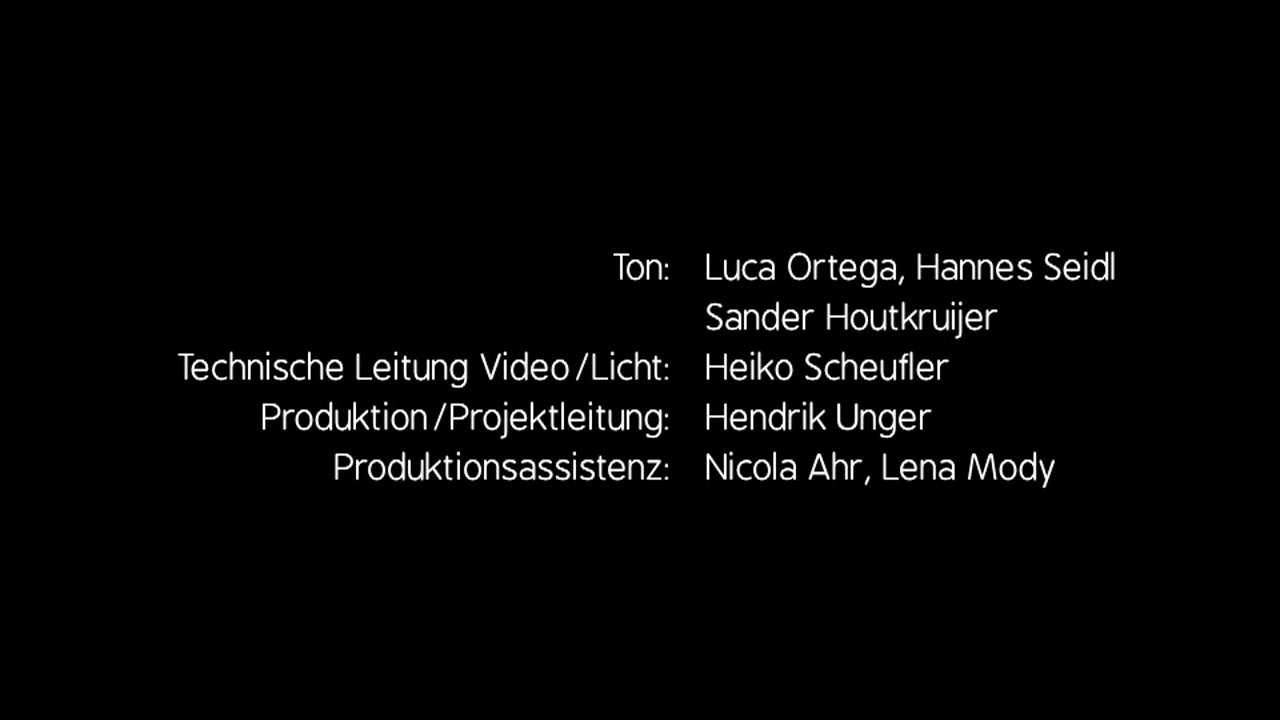 Ton: Luca Ortega, Hannes Seidl
Sander Houtkruijer
Technische Leitung Video /Licht: Heiko Scheufler
Produktion /Projektleitung: Hendrik Unger
Produktionsassistenz: Nicola Ahr, Lena Mody